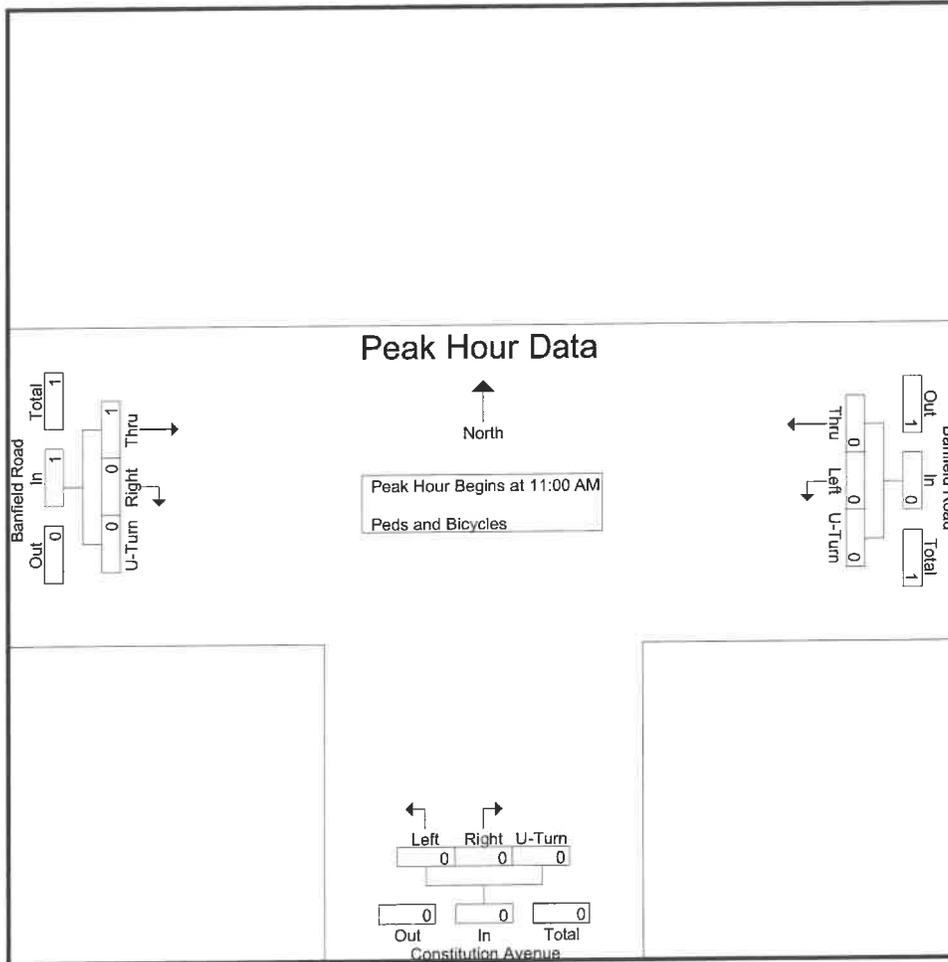 Peak Hour Data
North
Peak Hour Begins at 11:00 AM
Peds and Bicycles
Banfield Road
Out In Total
0 1 1
U-Turn Right Thru
0 0 1
Banfield Road
Out In Total
1 0 1
Thru Left U-Turn
0 0 0
Left Right U-Turn
0 0 0
0 0 0
Out In Total
Constitution Avenue